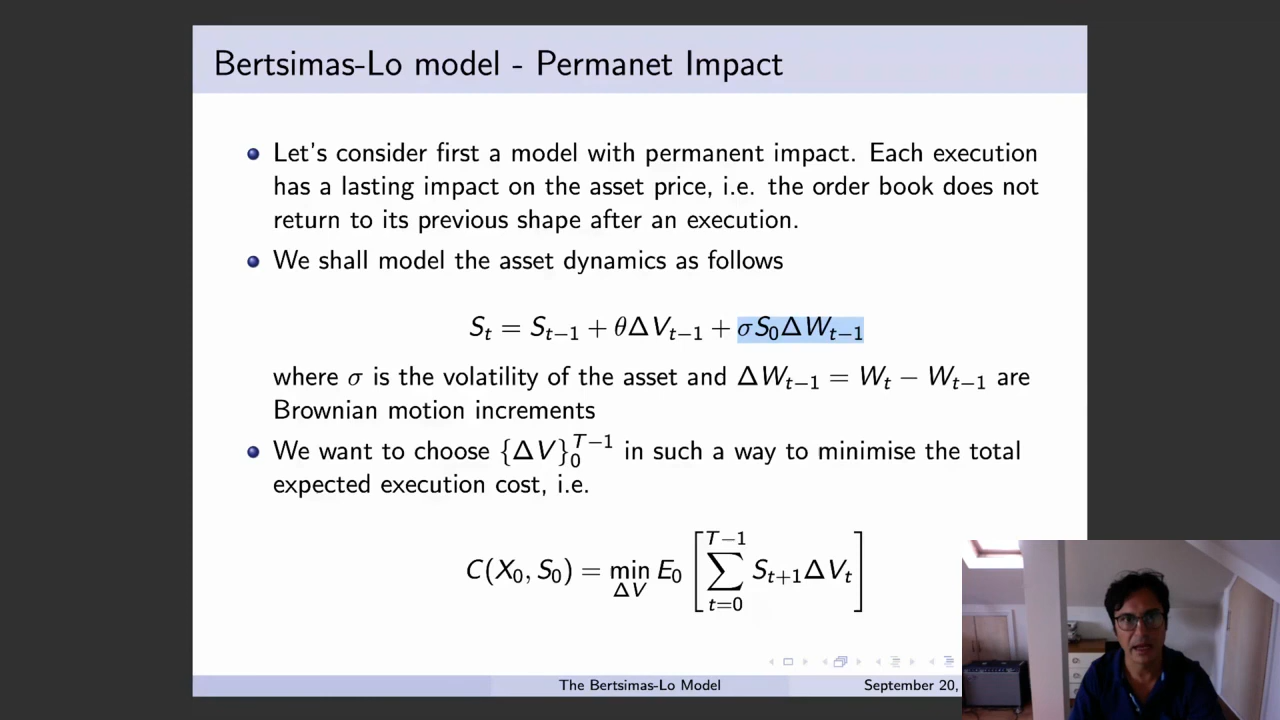 Bertsimas-Lo model - Permanet Impact
Let's consider first a model with permanent impact. Each execution
has a lasting impact on the asset price, i.e. the order book does not
return to its previous shape after an execution.
We shall model the asset dynamics as follows
S_t = S_{t−1} + θΔV_{t−1} + σS_0ΔW_{t−1}
where σ is the volatility of the asset and ΔW_{t−1} = W_t − W_{t−1} are
Brownian motion increments
We want to choose {ΔV}_0^{T−1} in such a way to minimise the total
expected execution cost, i.e.
C(X_0, S_0) = min_{ΔV} E_0 [ ∑_{t=0}^{T−1} S_{t+1}ΔV_t ]
The Bertsimas-Lo Model September 20,